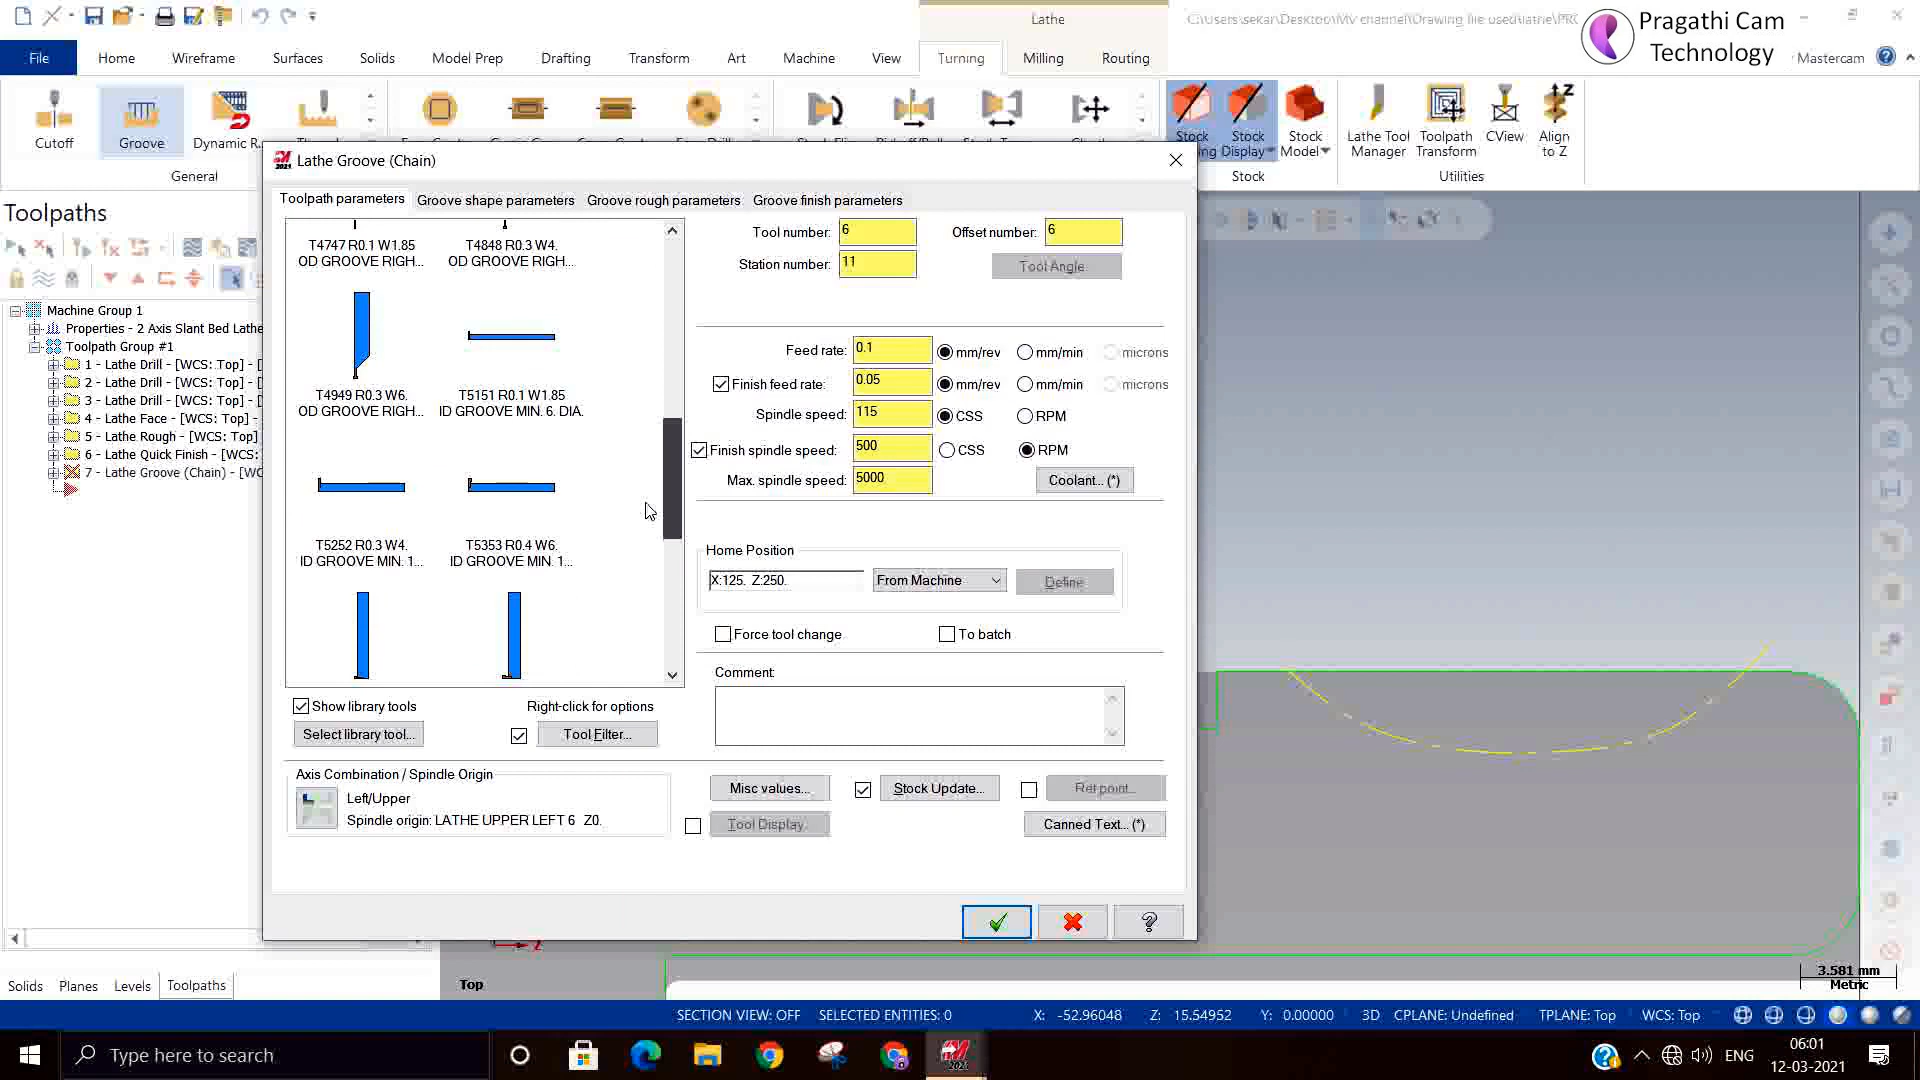 Lathe
Pragathi Cam
Technology
File
Home
Wireframe
Surfaces
Solids
Model Prep
Drafting
Transform
Art
Machine
View
Turning
Milling
Routing
Mastercam
Cutoff
Groove
Dynamic R...
General
Stock
Display
Stock
Model
Lathe Tool
Manager
Toolpath
Transform
CView
Align
to Z
Stock
Utilities
Toolpaths
Machine Group 1
Properties - 2 Axis Slant Bed Lathe
Toolpath Group #1
1 - Lathe Drill - [WCS: Top] -
2 - Lathe Drill - [WCS: Top] -
3 - Lathe Drill - [WCS: Top] -
4 - Lathe Face - [WCS: Top] -
5 - Lathe Rough - [WCS: Top]
6 - Lathe Quick Finish - [WCS:
7 - Lathe Groove (Chain) - [WC
Solids
Planes
Levels
Toolpaths
Lathe Groove (Chain)
Toolpath parameters
Groove shape parameters
Groove rough parameters
Groove finish parameters
T4747 R0.1 W1.85
OD GROOVE RIGH...
T4848 R0.3 W4.
OD GROOVE RIGH...
T4949 R0.3 W6.
OD GROOVE RIGH...
T5151 R0.1 W1.85
ID GROOVE MIN. 6. DIA.
T5252 R0.3 W4.
ID GROOVE MIN. 1...
T5353 R0.4 W6.
ID GROOVE MIN. 1...
Show library tools
Right-click for options
Select library tool...
Tool Filter...
Axis Combination / Spindle Origin
Left/Upper
Spindle origin: LATHE UPPER LEFT 6 Z0.
Tool number: 6
Offset number: 6
Station number: 11
Tool Angle...
Feed rate: 0.1 mm/rev mm/min microns
Finish feed rate: 0.05 mm/rev mm/min microns
Spindle speed: 115 CSS RPM
Finish spindle speed: 500 CSS RPM
Max. spindle speed: 5000
Coolant... (*)
Home Position
X:125. Z:250.
From Machine
Define
Force tool change
To batch
Comment:
Misc values...
Stock Update...
Ref point...
Tool Display...
Canned Text... (*)
Top
3.581 mm
Metric
SECTION VIEW: OFF
SELECTED ENTITIES: 0
X: -52.96048
Z: 15.54952
Y: 0.00000
3D
CPLANE: Undefined
TPLANE: Top
WCS: Top
Type here to search
ENG
06:01
12-03-2021